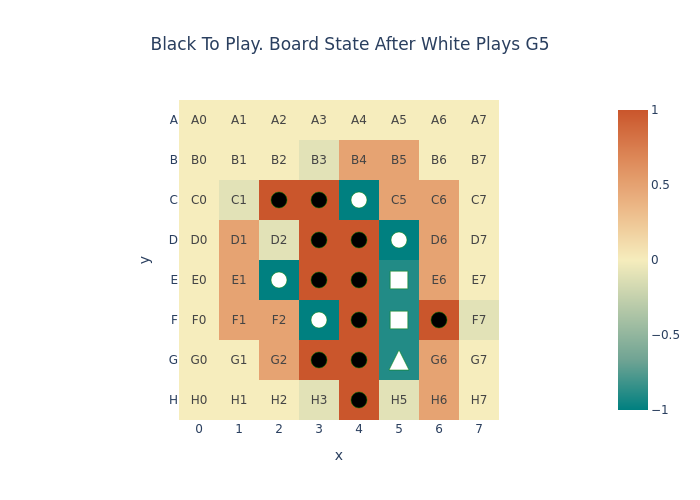 Black To Play. Board State After White Plays G5
A A0 A1 A2 A3 A4 A5 A6 A7
B B0 B1 B2 B3 B4 B5 B6 B7
C C0 C1 C5 C6 C7
D D0 D1 D2 D6 D7
E E0 E1 E6 E7
F F0 F1 F2 F7
G G0 G1 G2 G6 G7
H H0 H1 H2 H3 H5 H6 H7
0 1 2 3 4 5 6 7
x
y
1
0.5
0
−0.5
−1